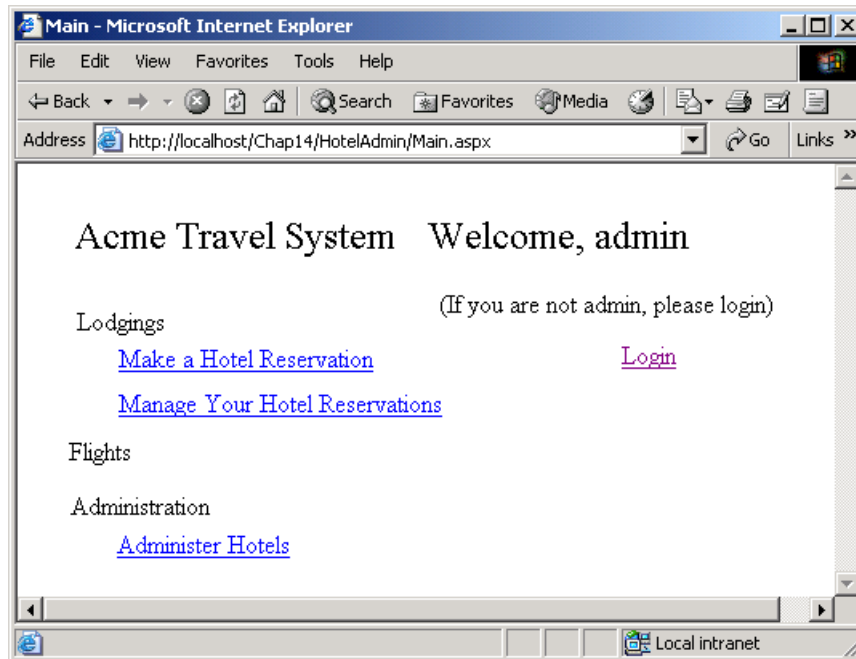 Main - Microsoft Internet Explorer
File Edit View Favorites Tools Help
Back Search Favorites Media
Address http://localhost/Chap14/HotelAdmin/Main.aspx Go Links »
Acme Travel System Welcome, admin
(If you are not admin, please login)
Lodgings
Make a Hotel Reservation Login
Manage Your Hotel Reservations
Flights
Administration
Administer Hotels
Local intranet